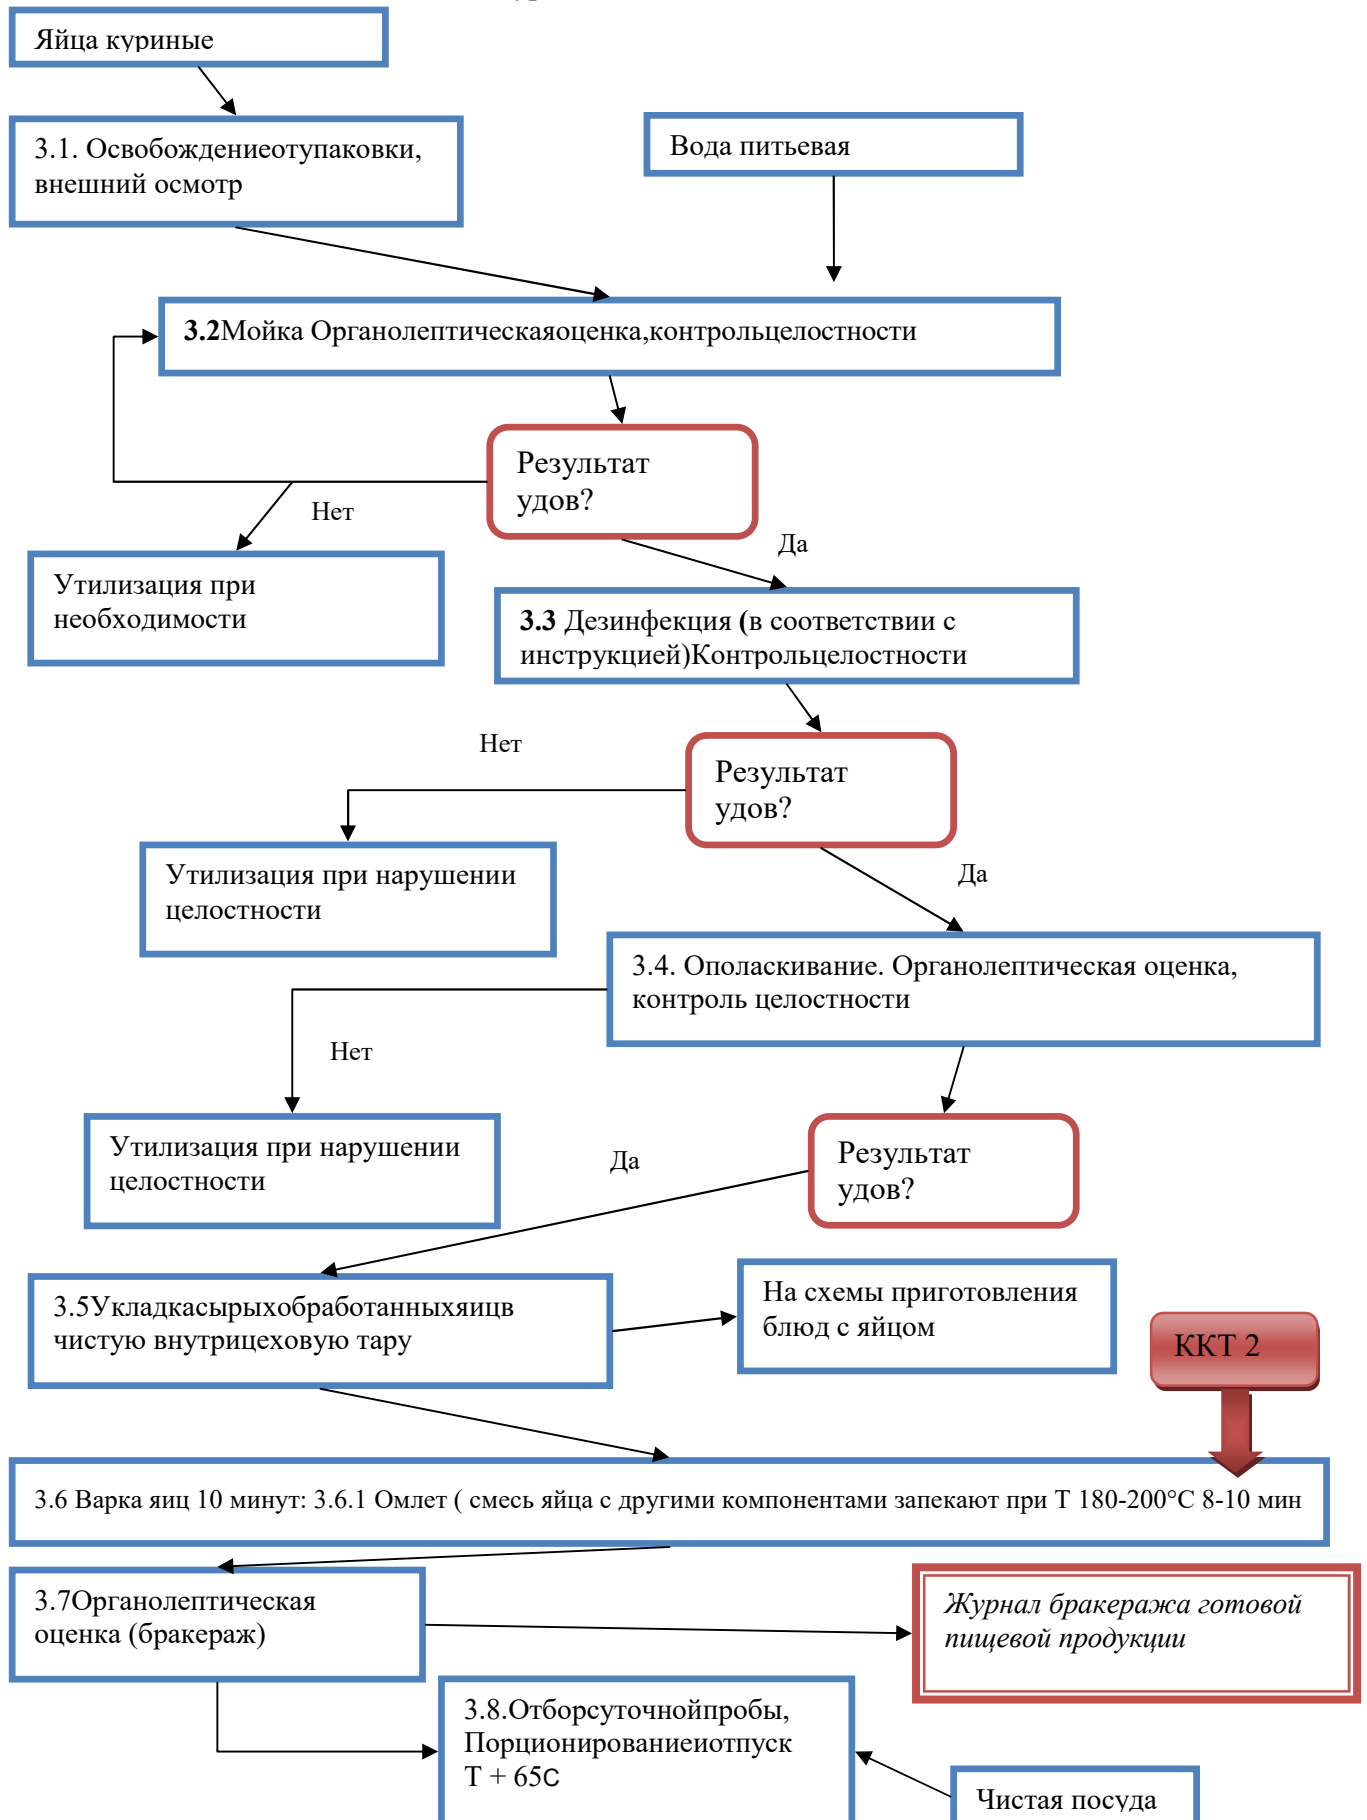 Яйца куриные
3.1. Освобождениеотупаковки,
внешний осмотр
Вода питьевая
3.2Мойка Органолептическаяоценка,контрольцелостности
Результат
удов?
Нет
Да
Утилизация при
необходимости
3.3 Дезинфекция (в соответствии с
инструкцией)Контрольцелостности
Нет
Результат
удов?
Да
Утилизация при нарушении
целостности
3.4. Ополаскивание. Органолептическая оценка,
контроль целостности
Нет
Утилизация при нарушении
целостности
Да
Результат
удов?
3.5Укладкасырыхобработанныхяицв
чистую внутрицеховую тару
На схемы приготовления
блюд с яйцом
ККТ 2
3.6 Варка яиц 10 минут: 3.6.1 Омлет ( смесь яйца с другими компонентами запекают при Т 180-200°С 8-10 мин
3.7Органолептическая
оценка (бракераж)
Журнал бракеража готовой
пищевой продукции
3.8.Отборсуточнойпробы,
Порционированиеиотпуск
Т + 65С
Чистая посуда